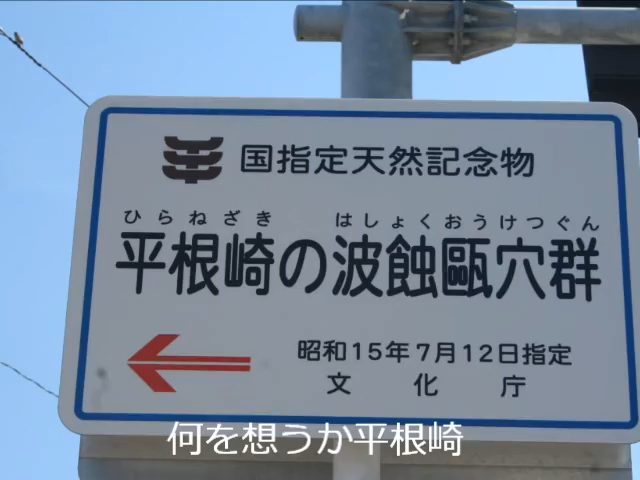 国指定天然記念物
ひらねざき はしょくおうけつぐん
平根崎の波蝕甌穴群
昭和15年7月12日指定
文化庁
何を想うか平根崎